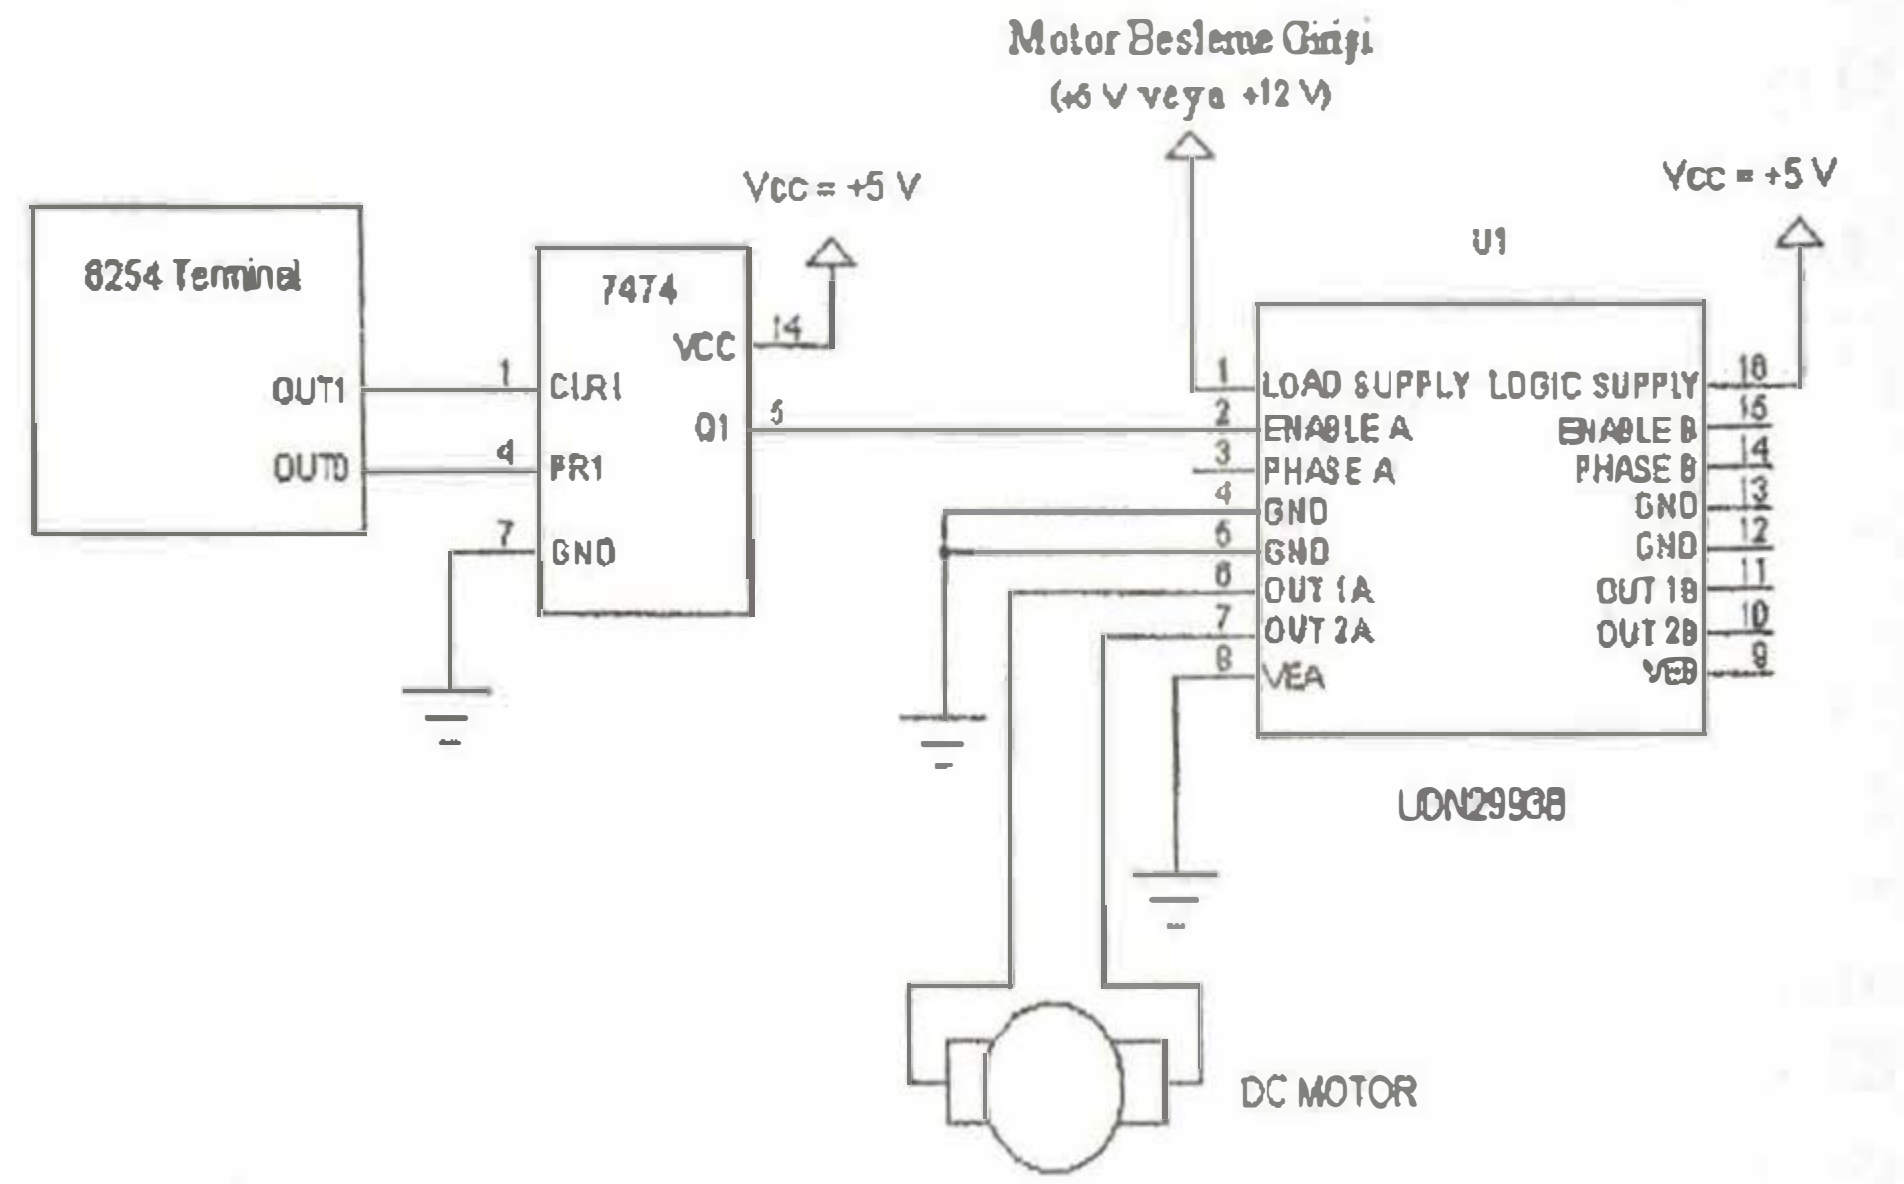 Motor Besleme Girişi
(+5 V veya +12 V)
Vcc = +5 V
Vcc = +5 V
U1
8254 Terminal
OUT1
OUT0
7474
VCC 14
1 CLR1
Q1 5
4 PR1
7 GND
1 LOAD SUPPLY LOGIC SUPPLY 16
2 ENABLE A ENABLE B 15
3 PHASE A PHASE B 14
4 GND GND 13
5 GND GND 12
6 OUT 1A OUT 1B 11
7 OUT 2A OUT 2B 10
8 VEA VEB 9
UDN2993B
DC MOTOR